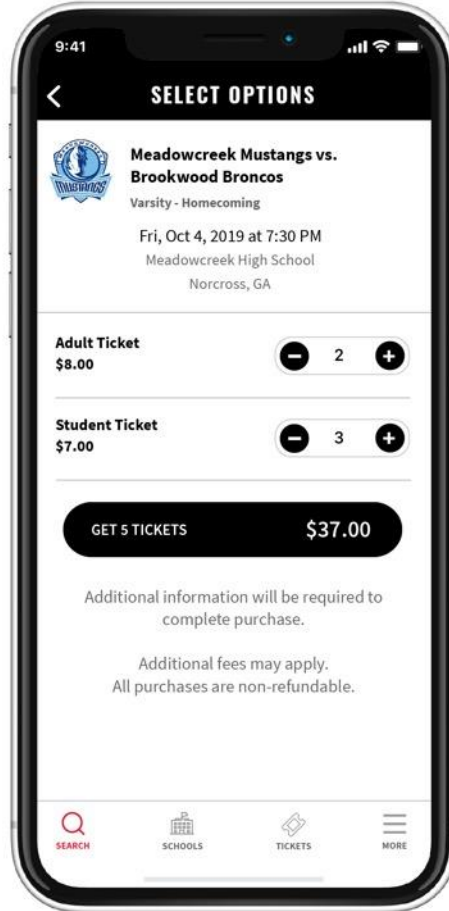 9:41
SELECT OPTIONS
MUSTANGS
Meadowcreek Mustangs vs.
Brookwood Broncos
Varsity - Homecoming
Fri, Oct 4, 2019 at 7:30 PM
Meadowcreek High School
Norcross, GA
Adult Ticket
$8.00
2
Student Ticket
$7.00
3
GET 5 TICKETS $37.00
Additional information will be required to
complete purchase.
Additional fees may apply.
All purchases are non-refundable.
SEARCH SCHOOLS TICKETS MORE